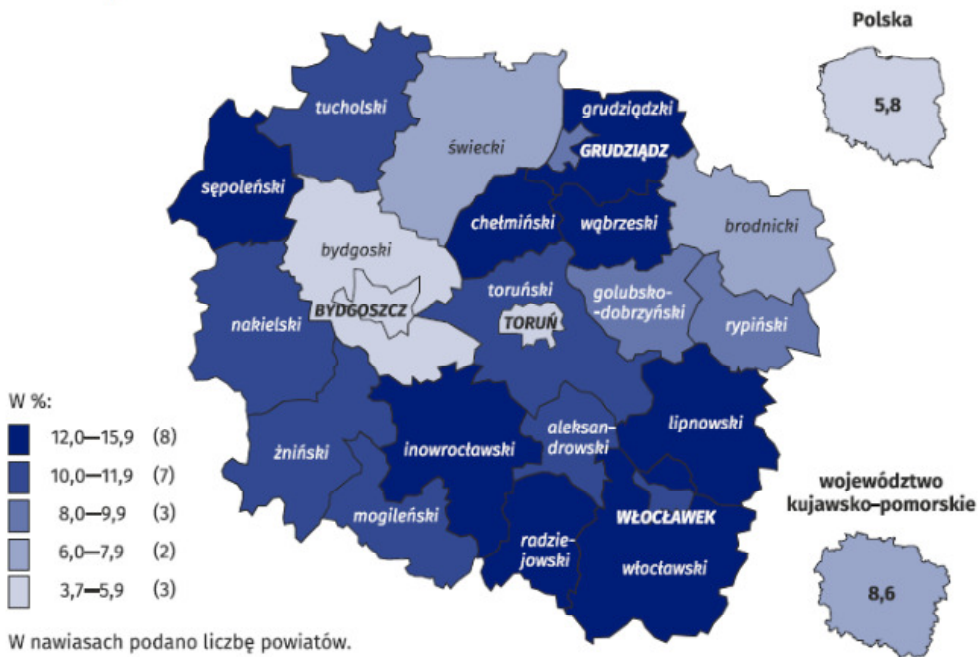 Polska
5,8
tucholski
grudziądzki
świecki
GRUDZIĄDZ
sępoleński
chełmiński
wąbrzeski
brodnicki
bydgoski
toruński
golubsko-
-dobrzyński
BYDGOSZCZ
TORUŃ
nakielski
rypiński
W %:
12,0—15,9 (8)
10,0—11,9 (7)
8,0—9,9 (3)
6,0—7,9 (2)
3,7—5,9 (3)
żniński
inowrocławski
aleksan-
drowski
lipnowski
mogileński
radzie-
jowski
WŁOCŁAWEK
włocławski
województwo
kujawsko-pomorskie
8,6
W nawiasach podano liczbę powiatów.